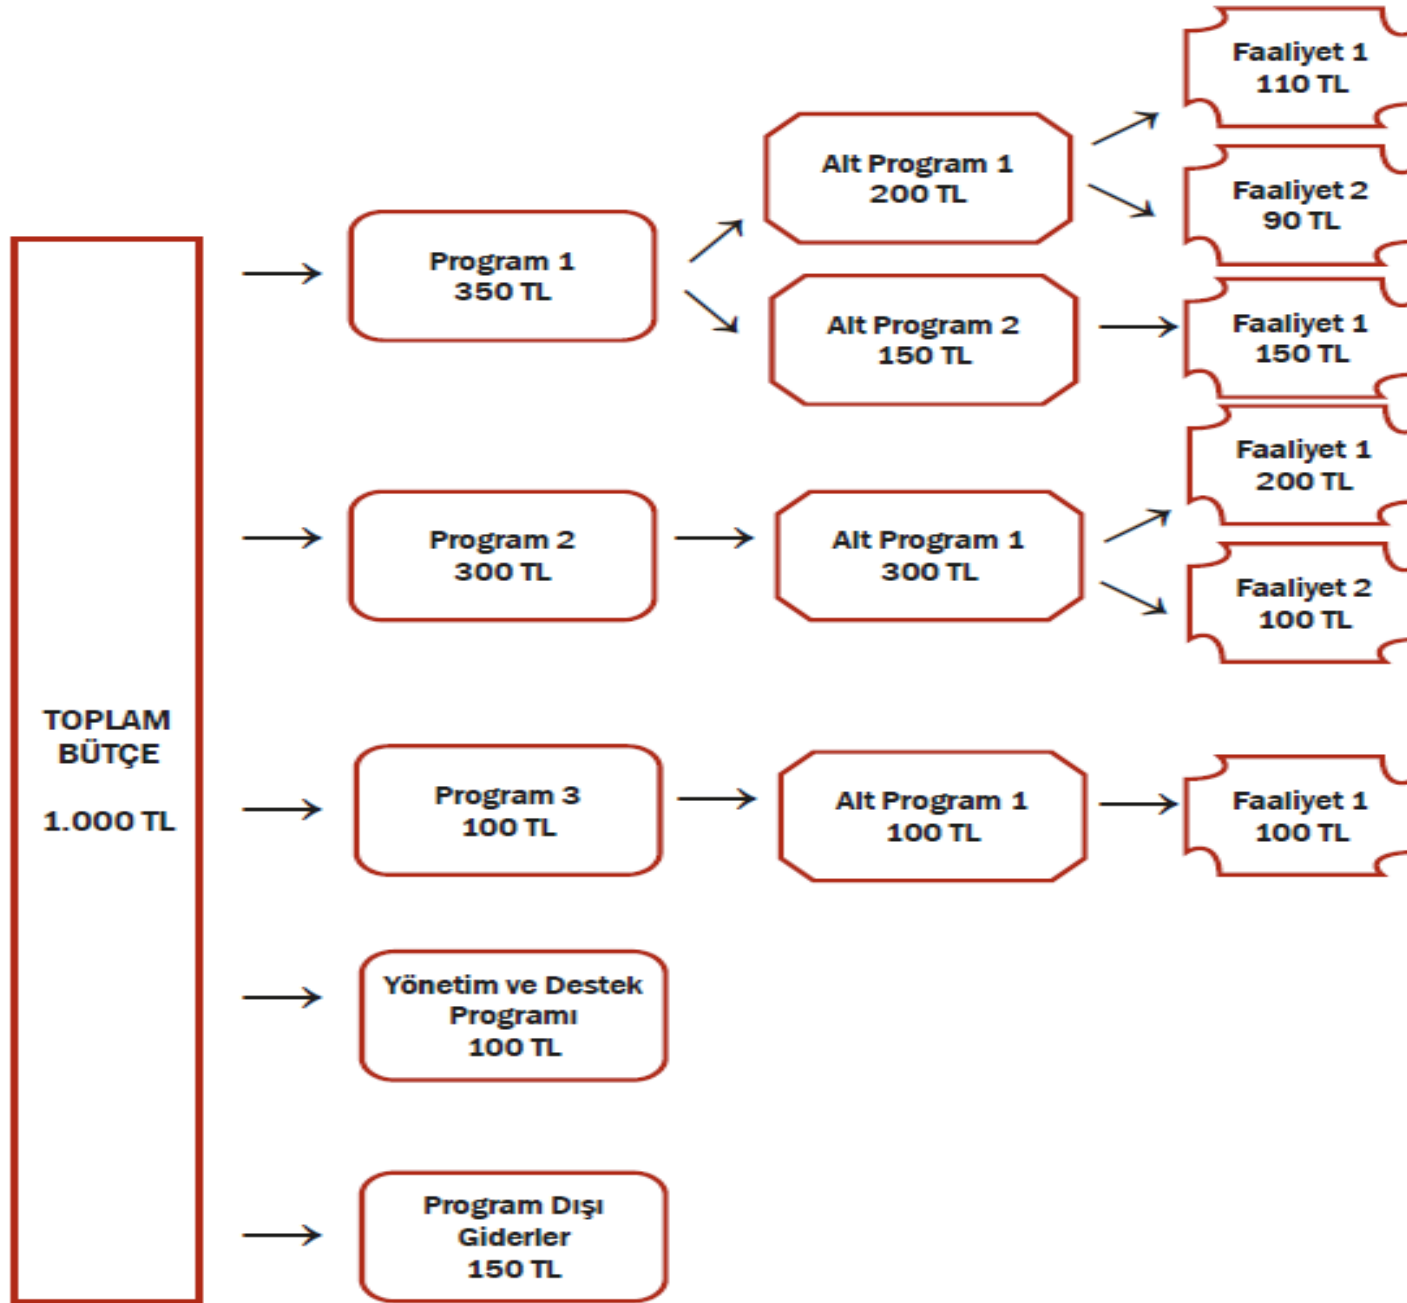 TOPLAM
BÜTÇE
1.000 TL
Program 1
350 TL
Alt Program 1
200 TL
Faaliyet 1
110 TL
Faaliyet 2
90 TL
Alt Program 2
150 TL
Faaliyet 1
150 TL
Program 2
300 TL
Alt Program 1
300 TL
Faaliyet 1
200 TL
Faaliyet 2
100 TL
Program 3
100 TL
Alt Program 1
100 TL
Faaliyet 1
100 TL
Yönetim ve Destek
Programı
100 TL
Program Dışı
Giderler
150 TL